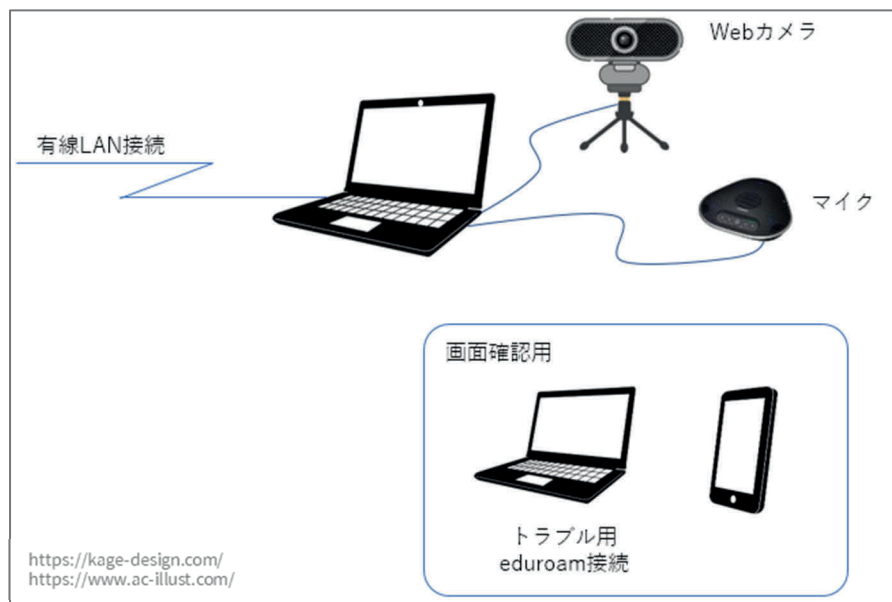 Webカメラ
有線LAN接続
マイク
画面確認用
トラブル用
eduroam接続
https://kage-design.com/
https://www.ac-illust.com/